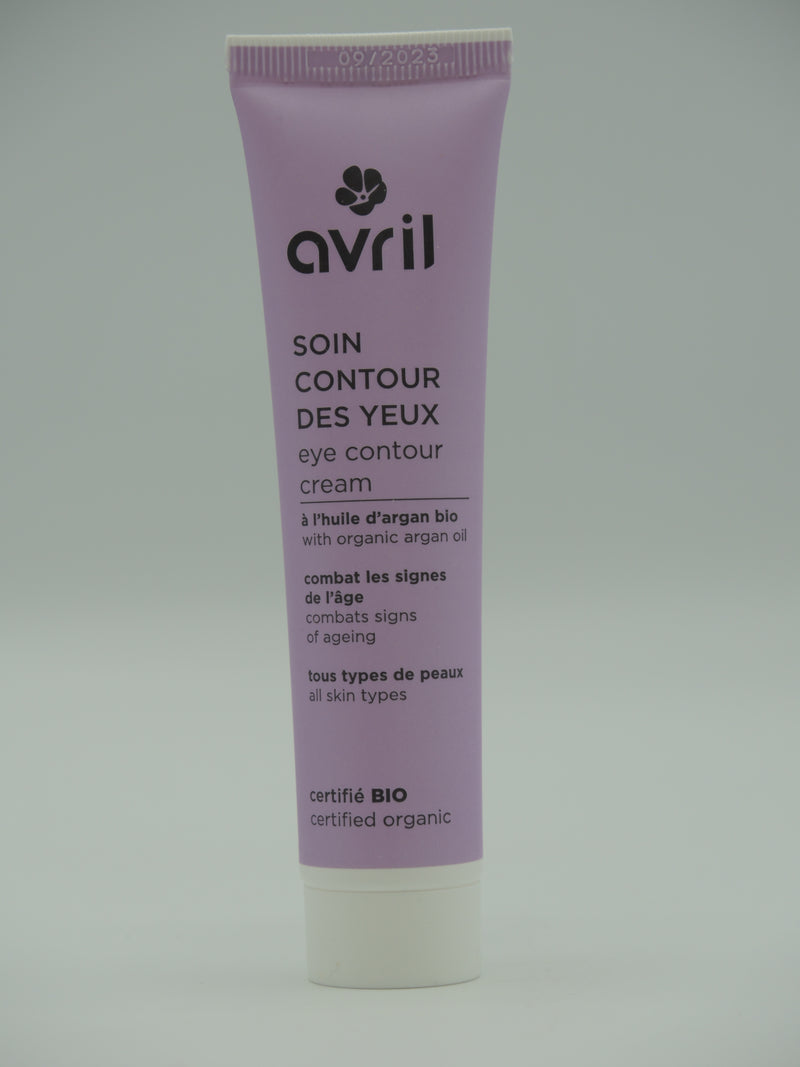 09/2023
avril
SOIN
CONTOUR
DES YEUX
eye contour
cream
à l'huile d'argan bio
with organic argan oil
combat les signes
de l'âge
combats signs
of ageing
tous types de peaux
all skin types
certifié BIO
certified organic